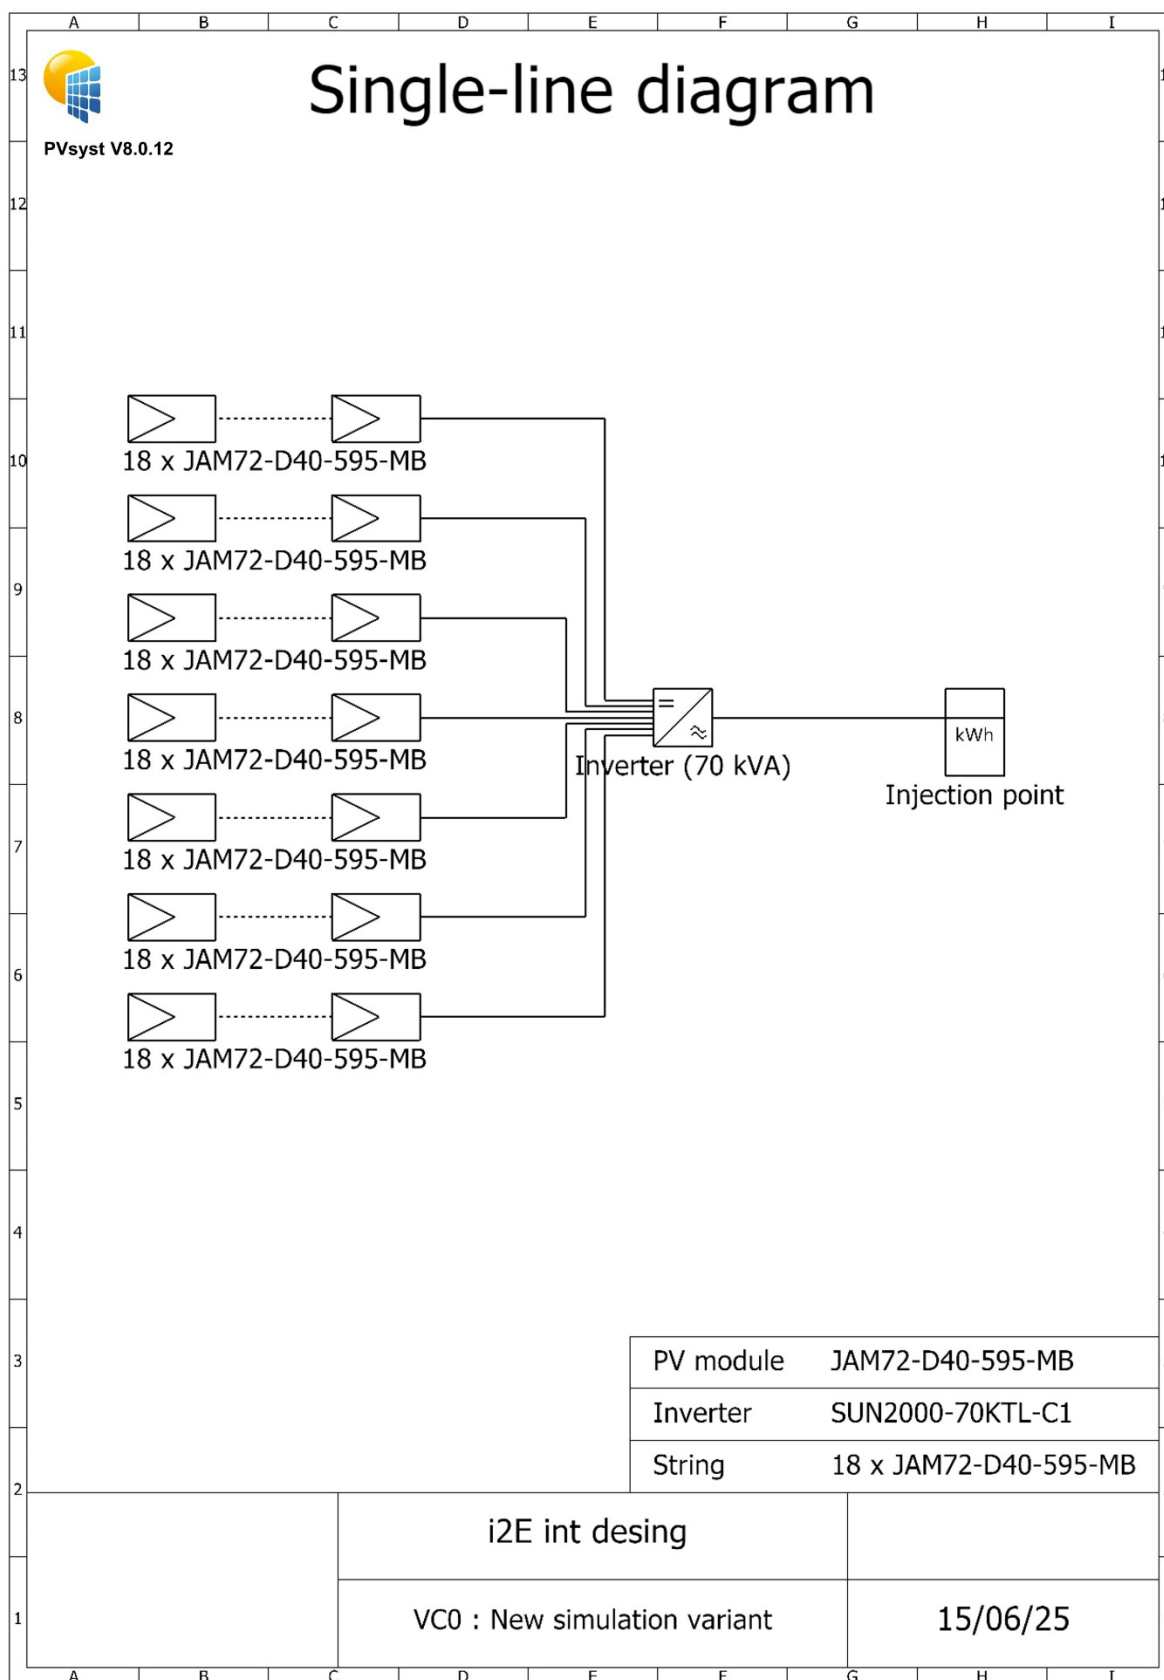 A B C D E F G H I
13
Single-line diagram
PVsyst V8.0.12
12
11
10
18 x JAM72-D40-595-MB
18 x JAM72-D40-595-MB
9
18 x JAM72-D40-595-MB
8
kWh
18 x JAM72-D40-595-MB
Inverter (70 kVA)
Injection point
7
18 x JAM72-D40-595-MB
6
18 x JAM72-D40-595-MB
18 x JAM72-D40-595-MB
5
4
3
PV module JAM72-D40-595-MB
Inverter SUN2000-70KTL-C1
String 18 x JAM72-D40-595-MB
2
i2E int desing
1
VC0 : New simulation variant
15/06/25
A B C D E F G H I